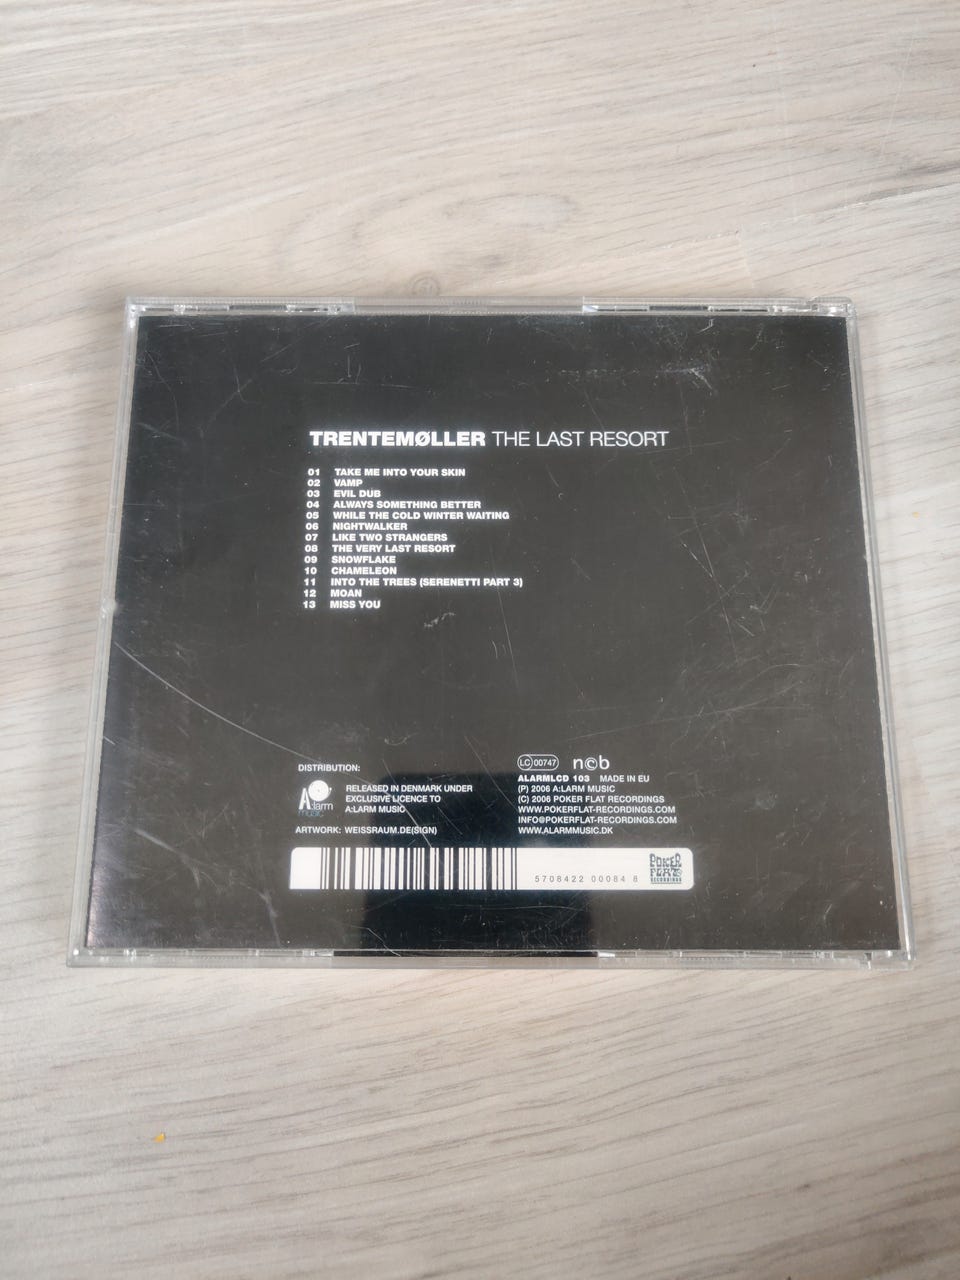 TRENTEMØLLER THE LAST RESORT
01 TAKE ME INTO YOUR SKIN
02 VAMP
03 EVIL DUB
04 ALWAYS SOMETHING BETTER
05 WHILE THE COLD WINTER WAITING
06 NIGHTWALKER
07 LIKE TWO STRANGERS
08 THE VERY LAST RESORT
09 SNOWFLAKE
10 CHAMELEON
11 INTO THE TREES (SERENETTI PART 3)
12 MOAN
13 MISS YOU
DISTRIBUTION:
A:larm
music
RELEASED IN DENMARK UNDER
EXCLUSIVE LICENCE TO
A:LARM MUSIC
ARTWORK: WEISSRAUM.DE(SIGN)
LC 00747 ncb
ALARMLCD 103 MADE IN EU
(P) 2006 A:LARM MUSIC
(C) 2006 POKER FLAT RECORDINGS
WWW.POKERFLAT-RECORDINGS.COM
INFO@POKERFLAT-RECORDINGS.COM
WWW.ALARMMUSIC.DK
5708422 00084 8
POKER
FLAT
RECORDINGS